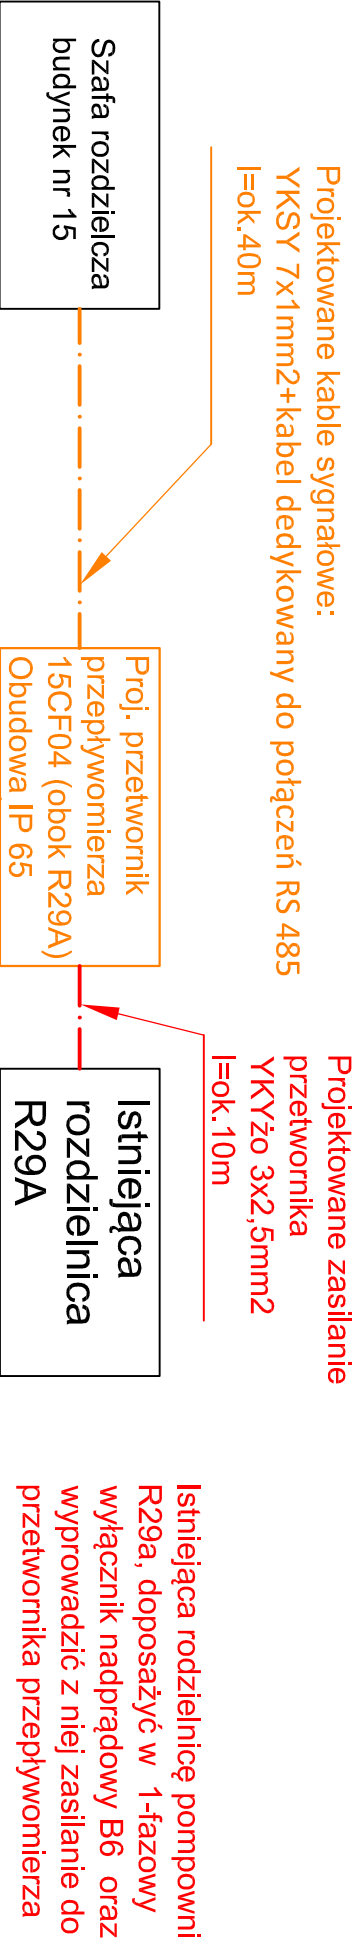 Projektowane kable sygnałowe:
YKSY 7x1mm2+kabel dedykowany do połączeń RS 485
l=ok.40m
Szafa rozdzielcza
budynek nr 15
Proj. przetwornik
przepływomierza
15CF04 (obok R29A)
Obudowa IP 65
Projektowane zasilanie
przetwornika
YKYżo 3x2,5mm2
l=ok.10m
Istniejąca
rozdzielnica
R29A
Istniejąca rodzielnicę pompowni
R29a, doposażyć w 1-fazowy
wyłącznik nadprądowy B6 oraz
wyprowadzić z niej zasilanie do
przetwornika przepływomierza